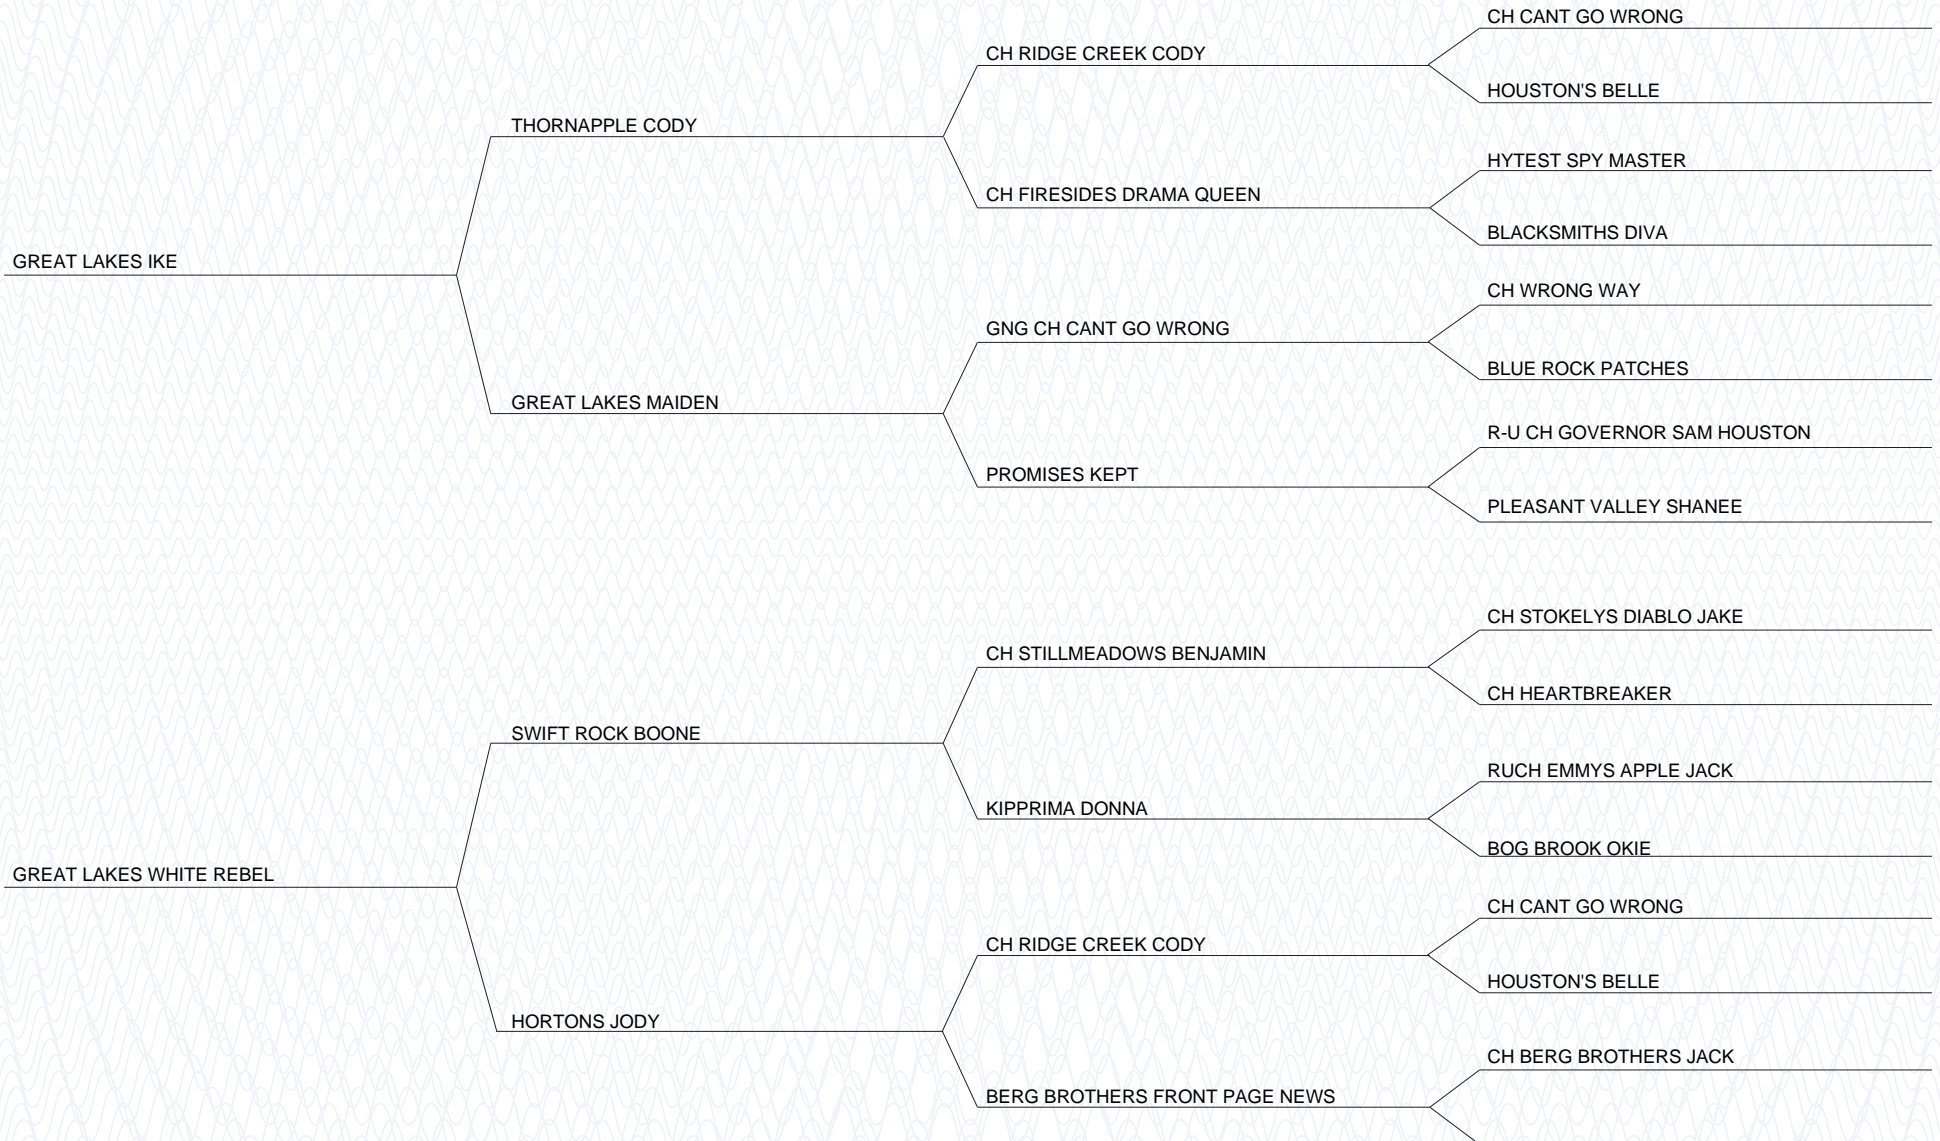 CH CANT GO WRONG
CH RIDGE CREEK CODY
HOUSTON'S BELLE
THORNAPPLE CODY
HYTEST SPY MASTER
CH FIRESIDES DRAMA QUEEN
BLACKSMITHS DIVA
GREAT LAKES IKE
CH WRONG WAY
GNG CH CANT GO WRONG
BLUE ROCK PATCHES
GREAT LAKES MAIDEN
R-U CH GOVERNOR SAM HOUSTON
PROMISES KEPT
PLEASANT VALLEY SHANEE
CH STOKELYS DIABLO JAKE
CH STILLMEADOWS BENJAMIN
CH HEARTBREAKER
SWIFT ROCK BOONE
RUCH EMMYS APPLE JACK
KIPPRIMA DONNA
BOG BROOK OKIE
GREAT LAKES WHITE REBEL
CH CANT GO WRONG
CH RIDGE CREEK CODY
HOUSTON'S BELLE
HORTONS JODY
CH BERG BROTHERS JACK
BERG BROTHERS FRONT PAGE NEWS